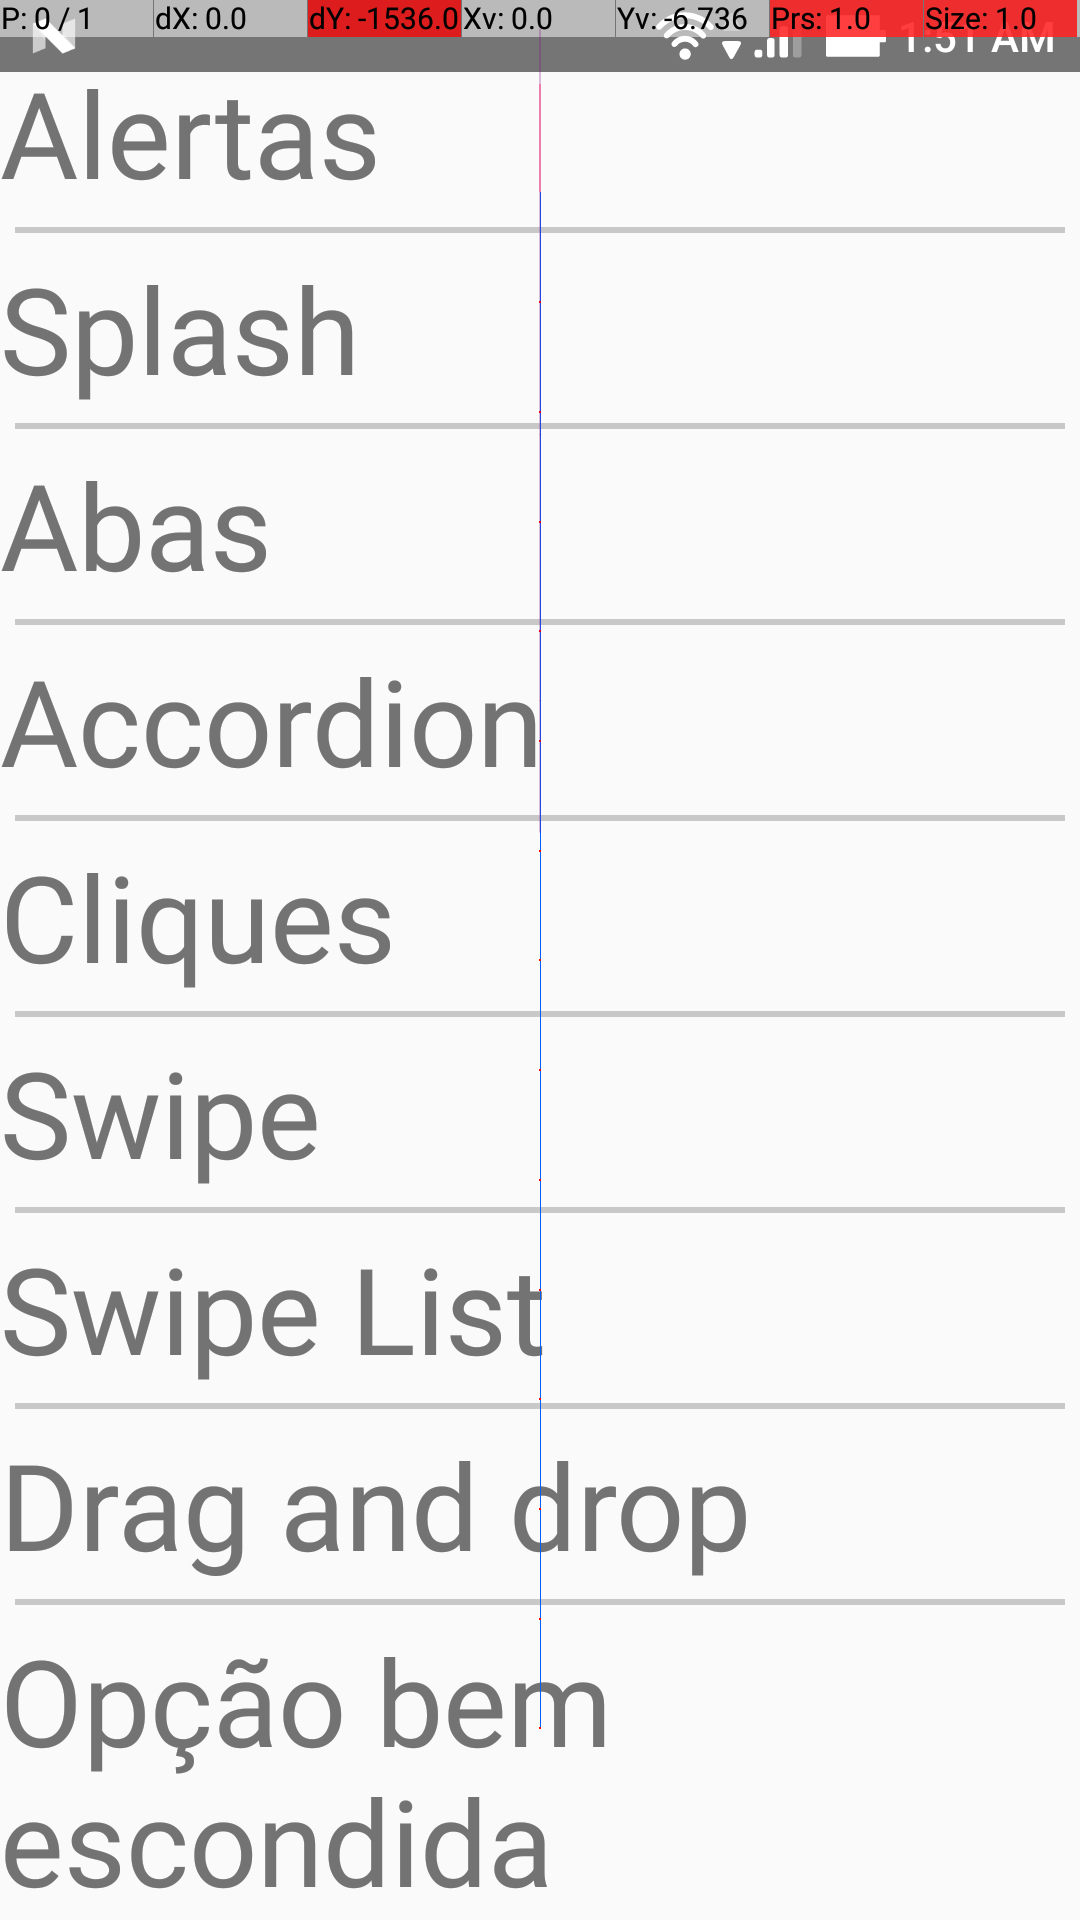 P: 0 / 1 dX: 0.0 dY: -1536.0 Xv: 0.0 Yv: -6.736 Prs: 1.0 Size: 1.0
1:51 AM
Alertas
Splash
Abas
Accordion
Cliques
Swipe
Swipe List
Drag and drop
Opção bem
escondida